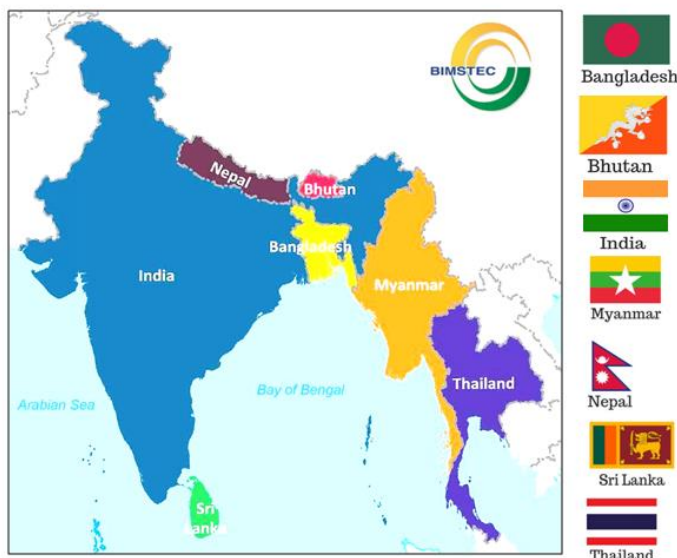 BIMSTEC
Nepal
Bhutan
Bangladesh
India
Myanmar
Thailand
Arabian Sea
Bay of Bengal
Sri
Lanka
Bangladesh
Bhutan
India
Myanmar
Nepal
Sri Lanka
Thailand